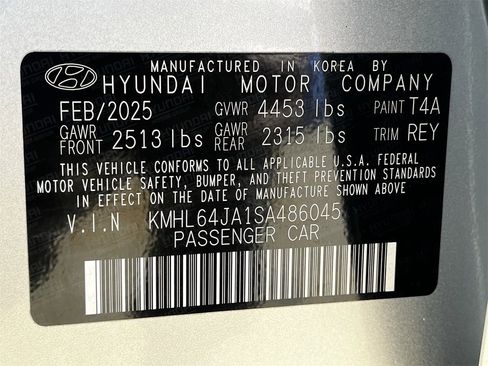 MANUFACTURED IN KOREA BY
HYUNDAI MOTOR COMPANY
FEB/2025 GVWR 4453 lbs PAINT T4A
GAWR FRONT 2513 lbs GAWR REAR 2315 lbs TRIM REY
THIS VEHICLE CONFORMS TO ALL APPLICABLE U.S.A. FEDERAL
MOTOR VEHICLE SAFETY, BUMPER, AND THEFT PREVENTION STANDARDS
IN EFFECT ON THE DATE OF MANUFACTURE SHOWN ABOVE.
V.I.N KMHL64JA1SA486045
PASSENGER CAR